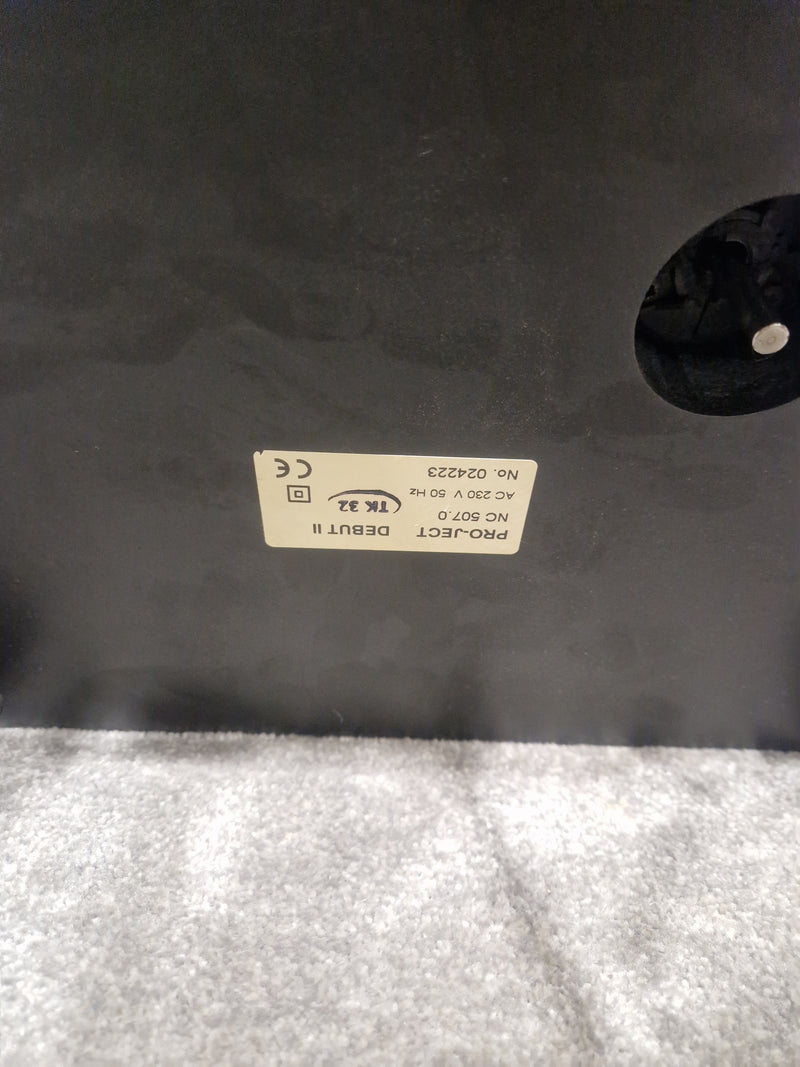 PRO-JECT DEBUT II
NC 507.0
AC 230 V 50 Hz TK 32
No. 024223 CE